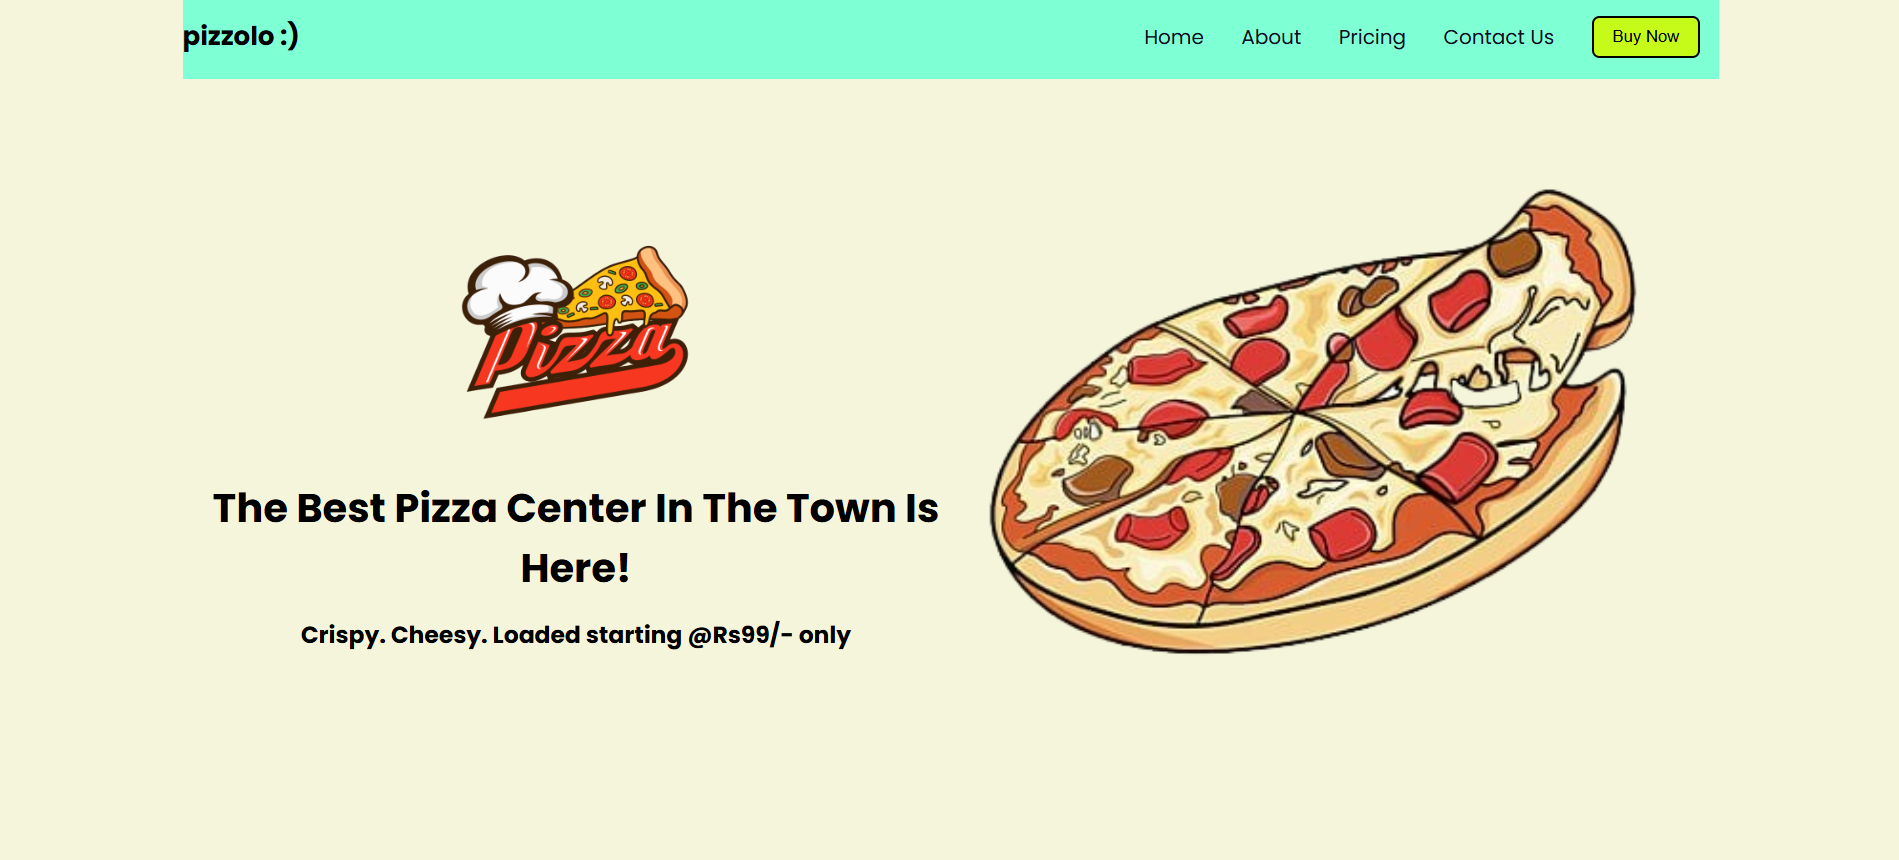 pizzolo :)
Home About Pricing Contact Us Buy Now
Pizza
The Best Pizza Center In The Town Is
Here!
Crispy. Cheesy. Loaded starting @Rs99/- only